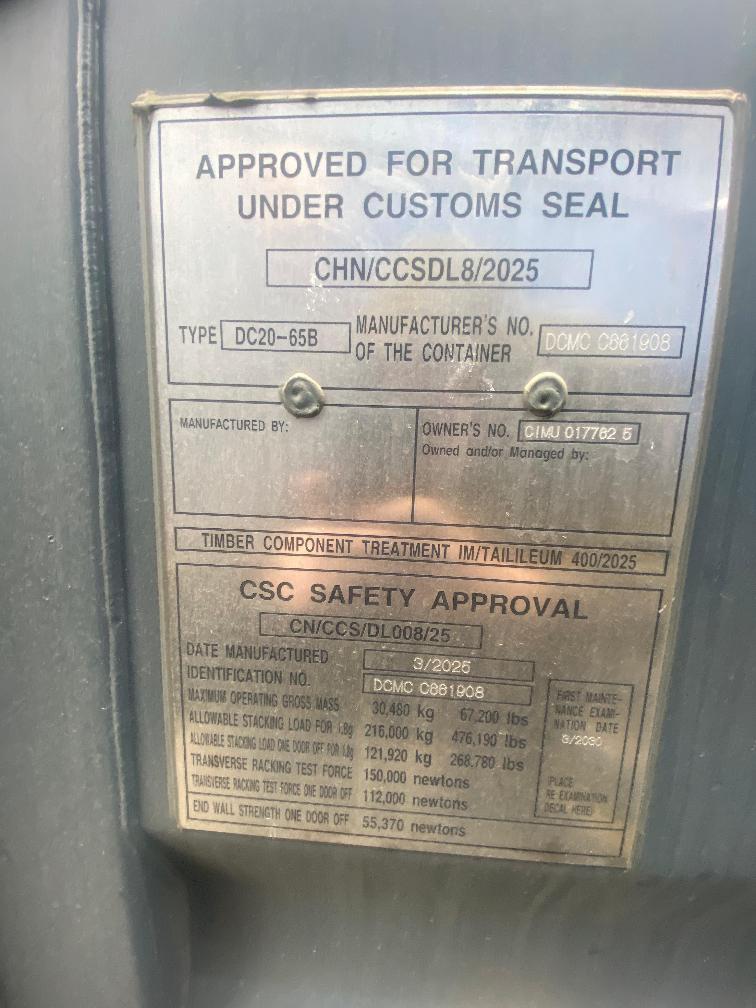 APPROVED FOR TRANSPORT
UNDER CUSTOMS SEAL
CHN/CCSDL8/2025
TYPE DC20-65B
MANUFACTURER'S NO.
OF THE CONTAINER
DCMC C661908
MANUFACTURED BY:
OWNER'S NO. CIMU 017762 5
Owned and/or Managed by:
TIMBER COMPONENT TREATMENT IM/TAILILEUM 400/2025
CSC SAFETY APPROVAL
CN/CCS/DL008/25
DATE MANUFACTURED 3/2025
IDENTIFICATION NO. DCMC C661908
MAXIMUM OPERATING GROSS MASS 30,480 kg 67,200 lbs
ALLOWABLE STACKING LOAD FOR 1.8g 216,000 kg 476,190 lbs
ALLOWABLE STACKING LOAD ONE DOOR OFF FOR 1.8g 121,920 kg 268.780 lbs
TRANSVERSE RACKING TEST FORCE 150,000 newtons
TRANSVERSE RACKING TEST FORCE ONE DOOR OFF 112,000 newtons
END WALL STRENGTH ONE DOOR OFF 55,370 newtons
FIRST MAINTE-
NANCE EXAMI-
NATION DATE
3/2030
(PLACE
RE-EXAMINATION
DECAL HERE)